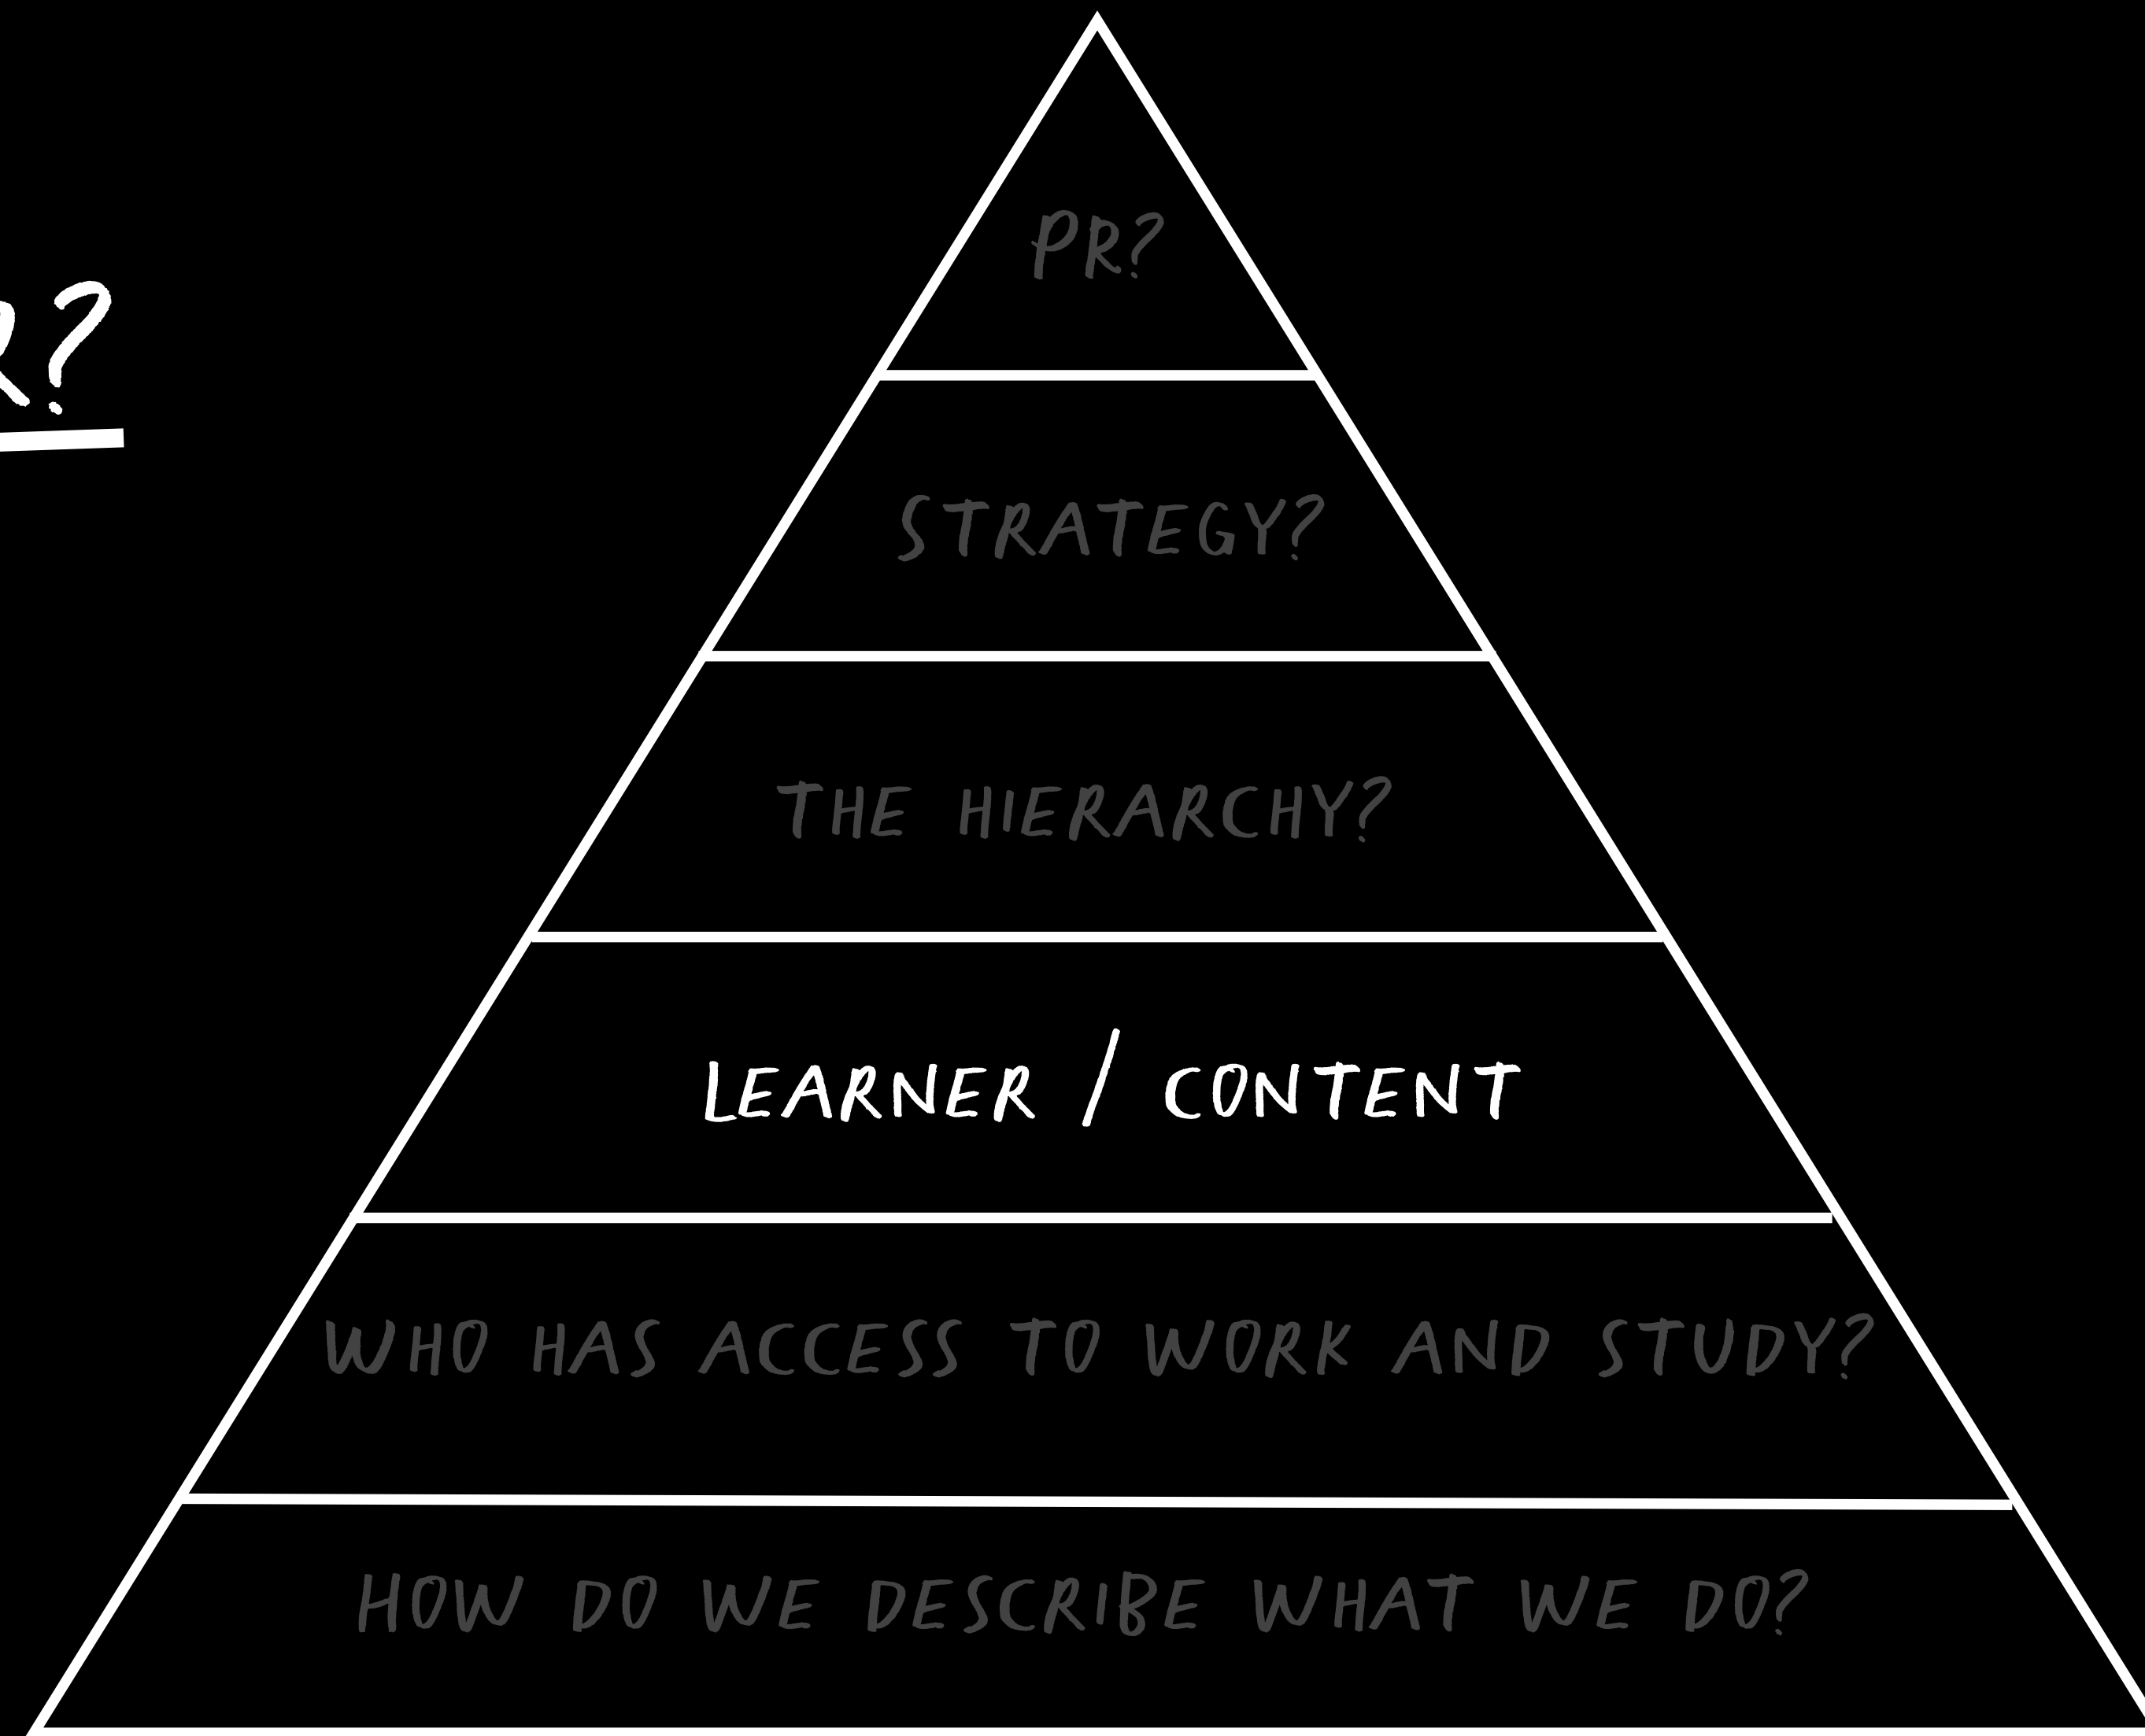 PR?
R?
STRATEGY?
THE HIERARCHY?
LEARNER / CONTENT
WHO HAS ACCESS TO WORK AND STUDY?
HOW DO WE DESCRIBE WHAT WE DO?